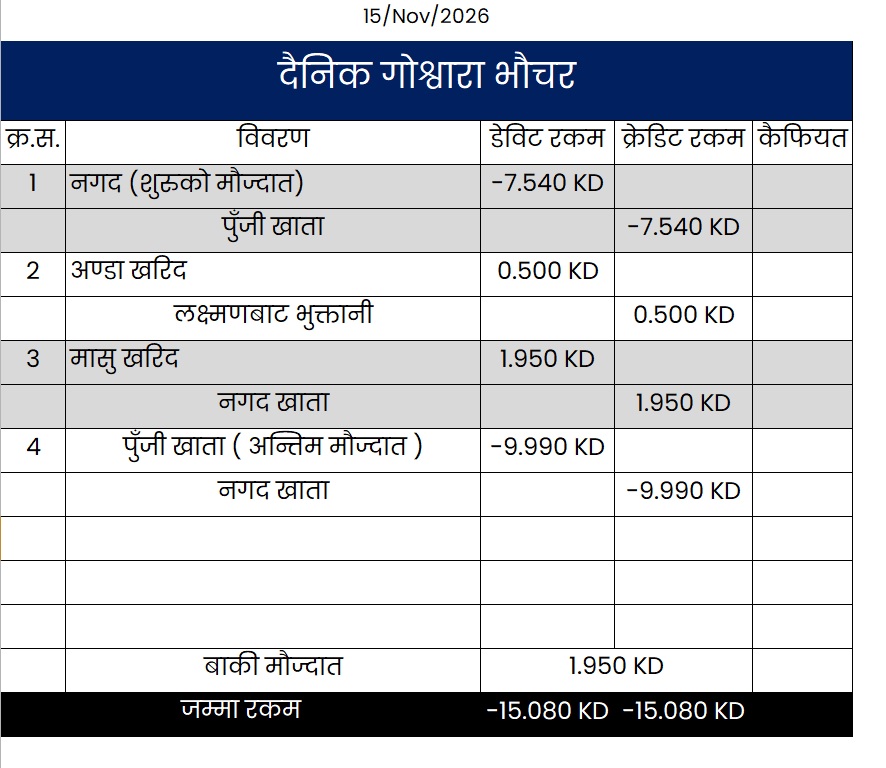 15/Nov/2026
दैनिक गोश्वारा भौचर
क्र.स. विवरण डेविट रकम क्रेडिट रकम कैफियत
1 नगद (शुरुको मौज्दात) -7.540 KD
पुँजी खाता -7.540 KD
2 अण्डा खरिद 0.500 KD
लक्ष्मणबाट भुक्तानी 0.500 KD
3 मासु खरिद 1.950 KD
नगद खाता 1.950 KD
4 पुँजी खाता ( अन्तिम मौज्दात ) -9.990 KD
नगद खाता -9.990 KD
बाकी मौज्दात 1.950 KD
जम्मा रकम -15.080 KD -15.080 KD